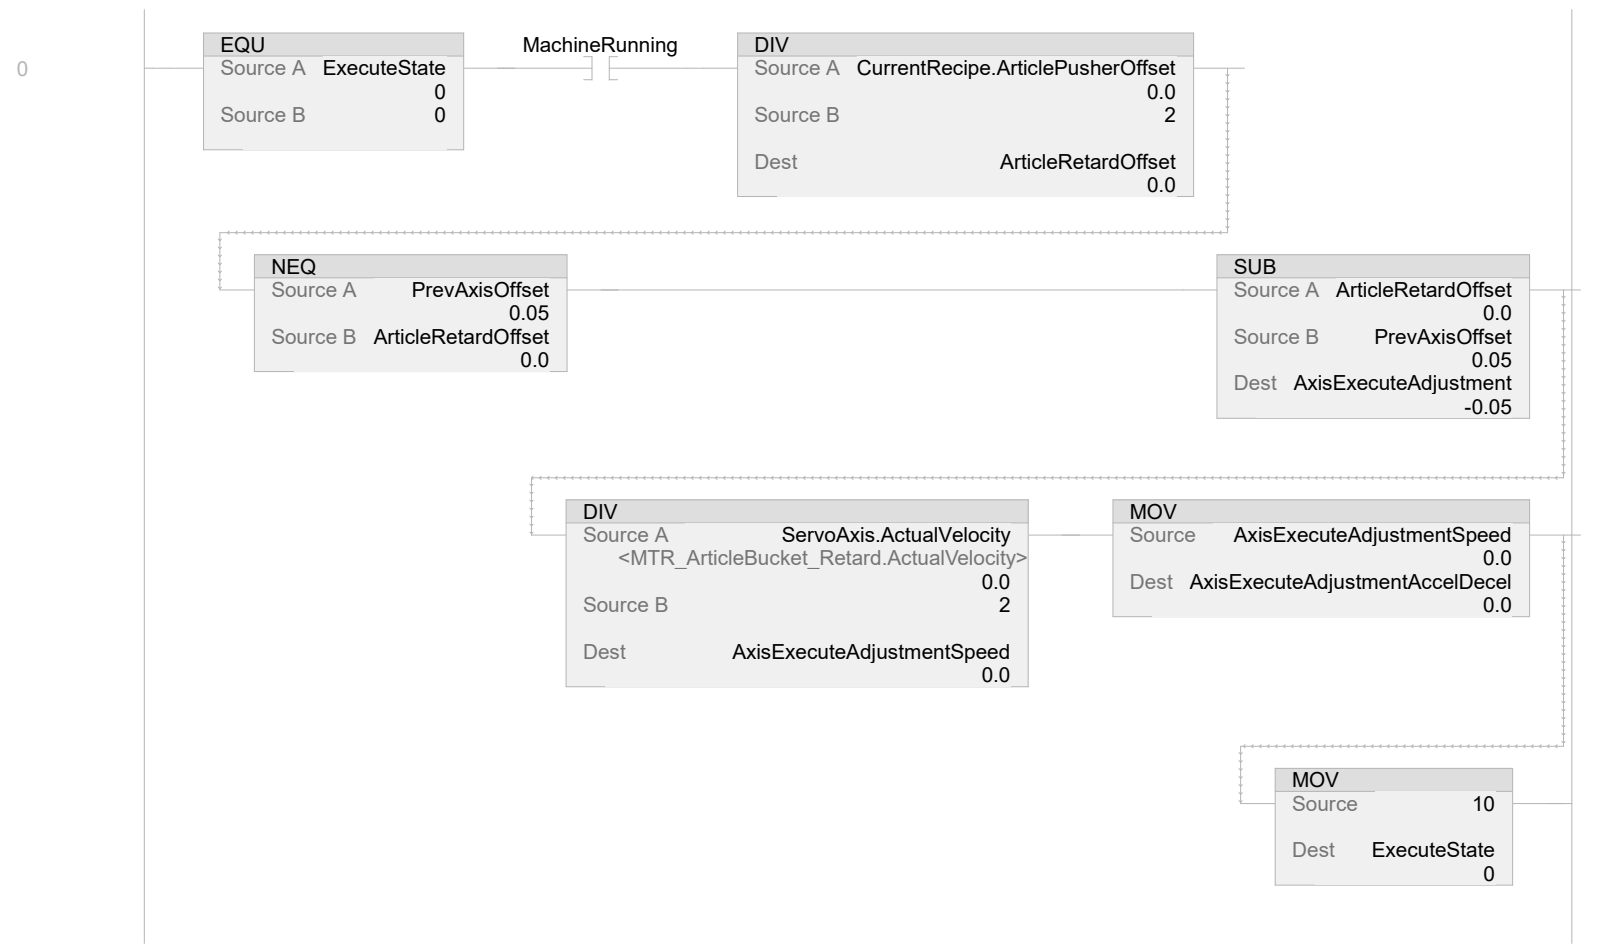 0
EQU
Source A ExecuteState
0
Source B 0
MachineRunning
DIV
Source A CurrentRecipe.ArticlePusherOffset
0.0
Source B 2
Dest ArticleRetardOffset
0.0
NEQ
Source A PrevAxisOffset
0.05
Source B ArticleRetardOffset
0.0
SUB
Source A ArticleRetardOffset
0.0
Source B PrevAxisOffset
0.05
Dest AxisExecuteAdjustment
-0.05
DIV
Source A ServoAxis.ActualVelocity
<MTR_ArticleBucket_Retard.ActualVelocity>
0.0
Source B 2
Dest AxisExecuteAdjustmentSpeed
0.0
MOV
Source AxisExecuteAdjustmentSpeed
0.0
Dest AxisExecuteAdjustmentAccelDecel
0.0
MOV
Source 10
Dest ExecuteState
0